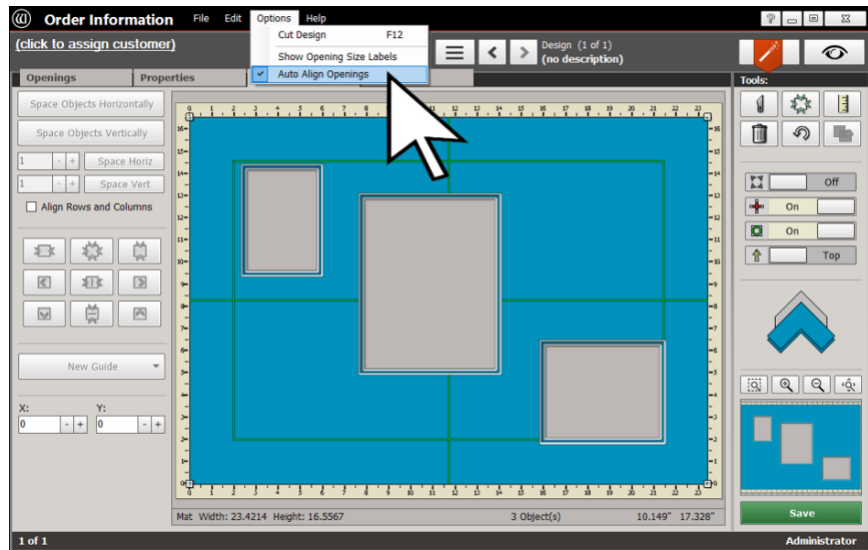 Order Information File Edit Options Help
Cut Design F12
Show Opening Size Labels
Auto Align Openings
(click to assign customer)
Design (1 of 1)
(no description)
Openings Properties
Tools:
Space Objects Horizontally
Space Objects Vertically
1 - + Space Horiz
1 - + Space Vert
Align Rows and Columns
New Guide
X: Y:
0 - + 0 - +
Off
On
On
Top
Mat Width: 23.4214 Height: 16.5567 3 Object(s) 10.149" 17.328"
Save
1 of 1 Administrator